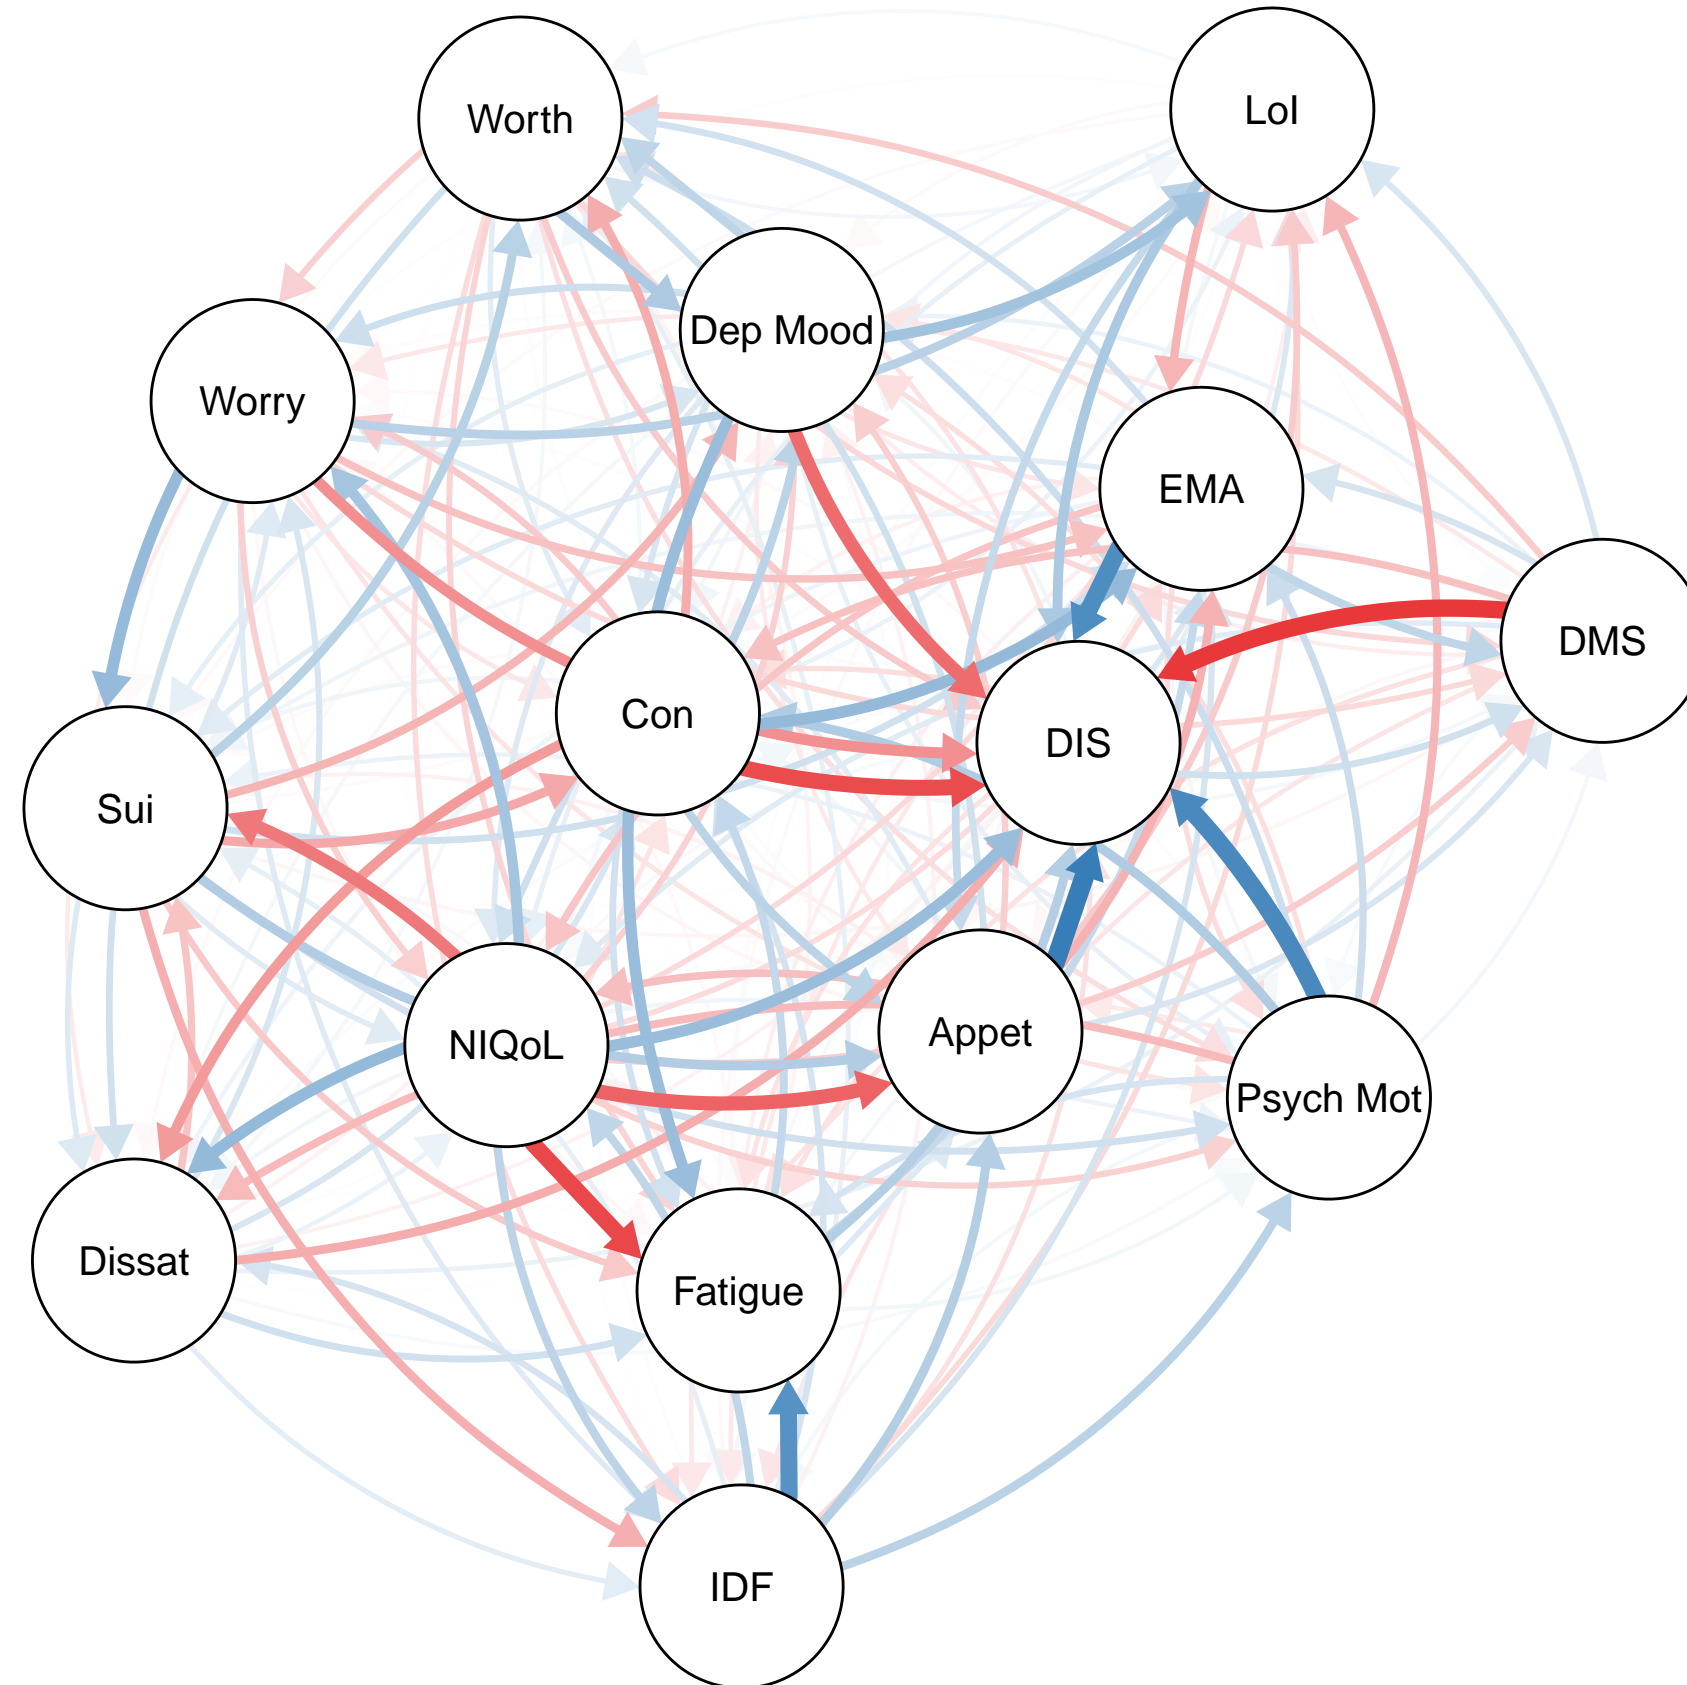 Worth
LoI
Dep Mood
Worry
EMA
DMS
Con
DIS
Sui
NIQoL
Appet
Psych Mot
Dissat
Fatigue
IDF